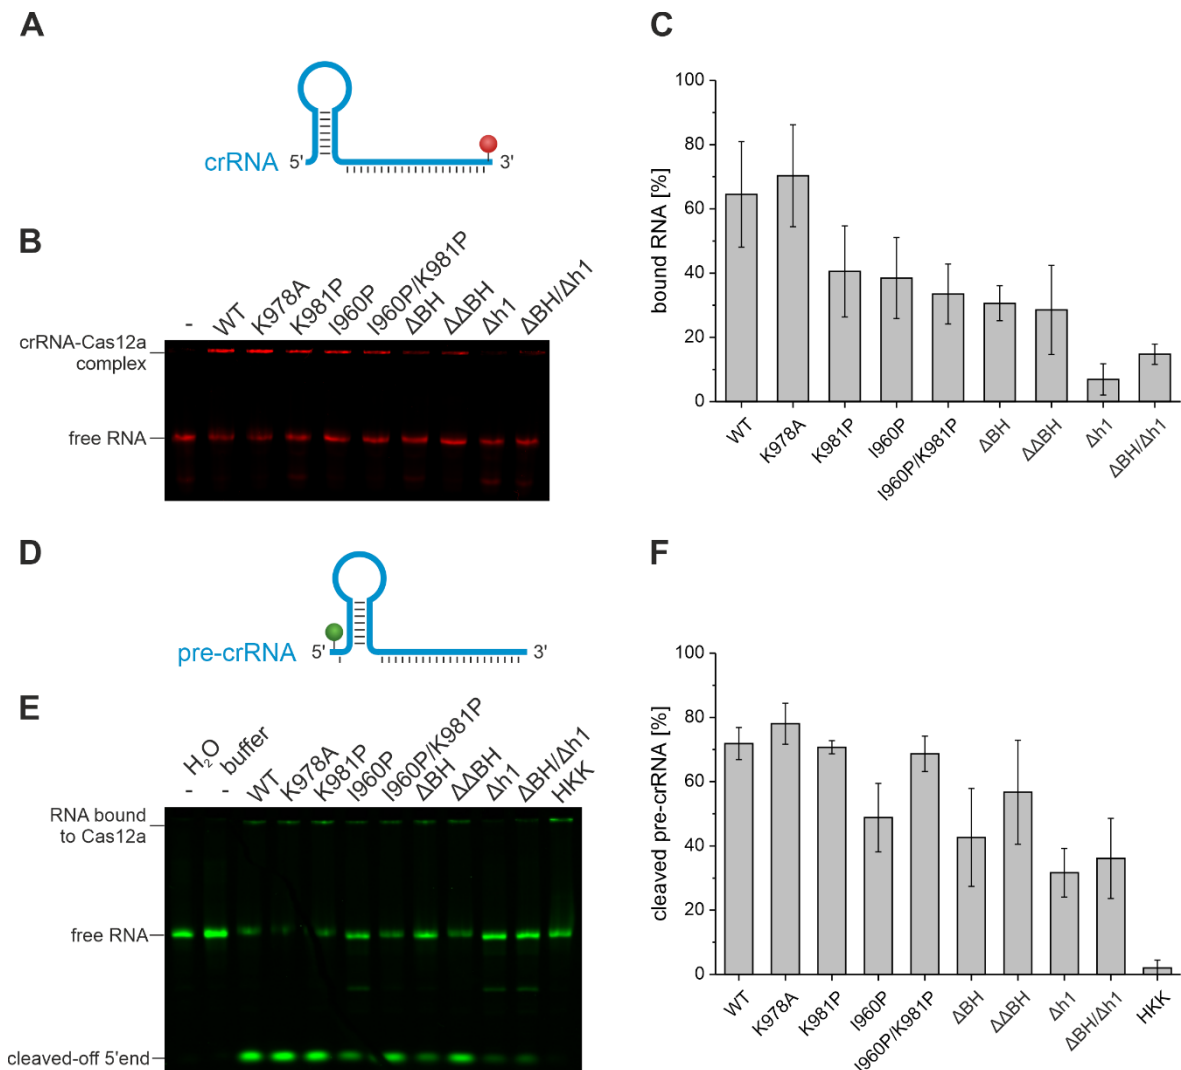 A
crRNA 5' 3'
B
- WT K978A K981P I960P I960P/K981P ΔBH ΔΔBH Δh1 ΔBH/Δh1
crRNA-Cas12a
complex
free RNA
C
bound RNA [%]
100
80
60
40
20
0
WT K978A K981P I960P I960P/K981P ΔBH ΔΔBH Δh1 ΔBH/Δh1
D
pre-crRNA 5' 3'
E
H₂O buffer
- - WT K978A K981P I960P I960P/K981P ΔBH ΔΔBH Δh1 ΔBH/Δh1 HKK
RNA bound
to Cas12a
free RNA
cleaved-off 5'end
F
cleaved pre-crRNA [%]
100
80
60
40
20
0
WT K978A K981P I960P I960P/K981P ΔBH ΔΔBH Δh1 ΔBH/Δh1 HKK